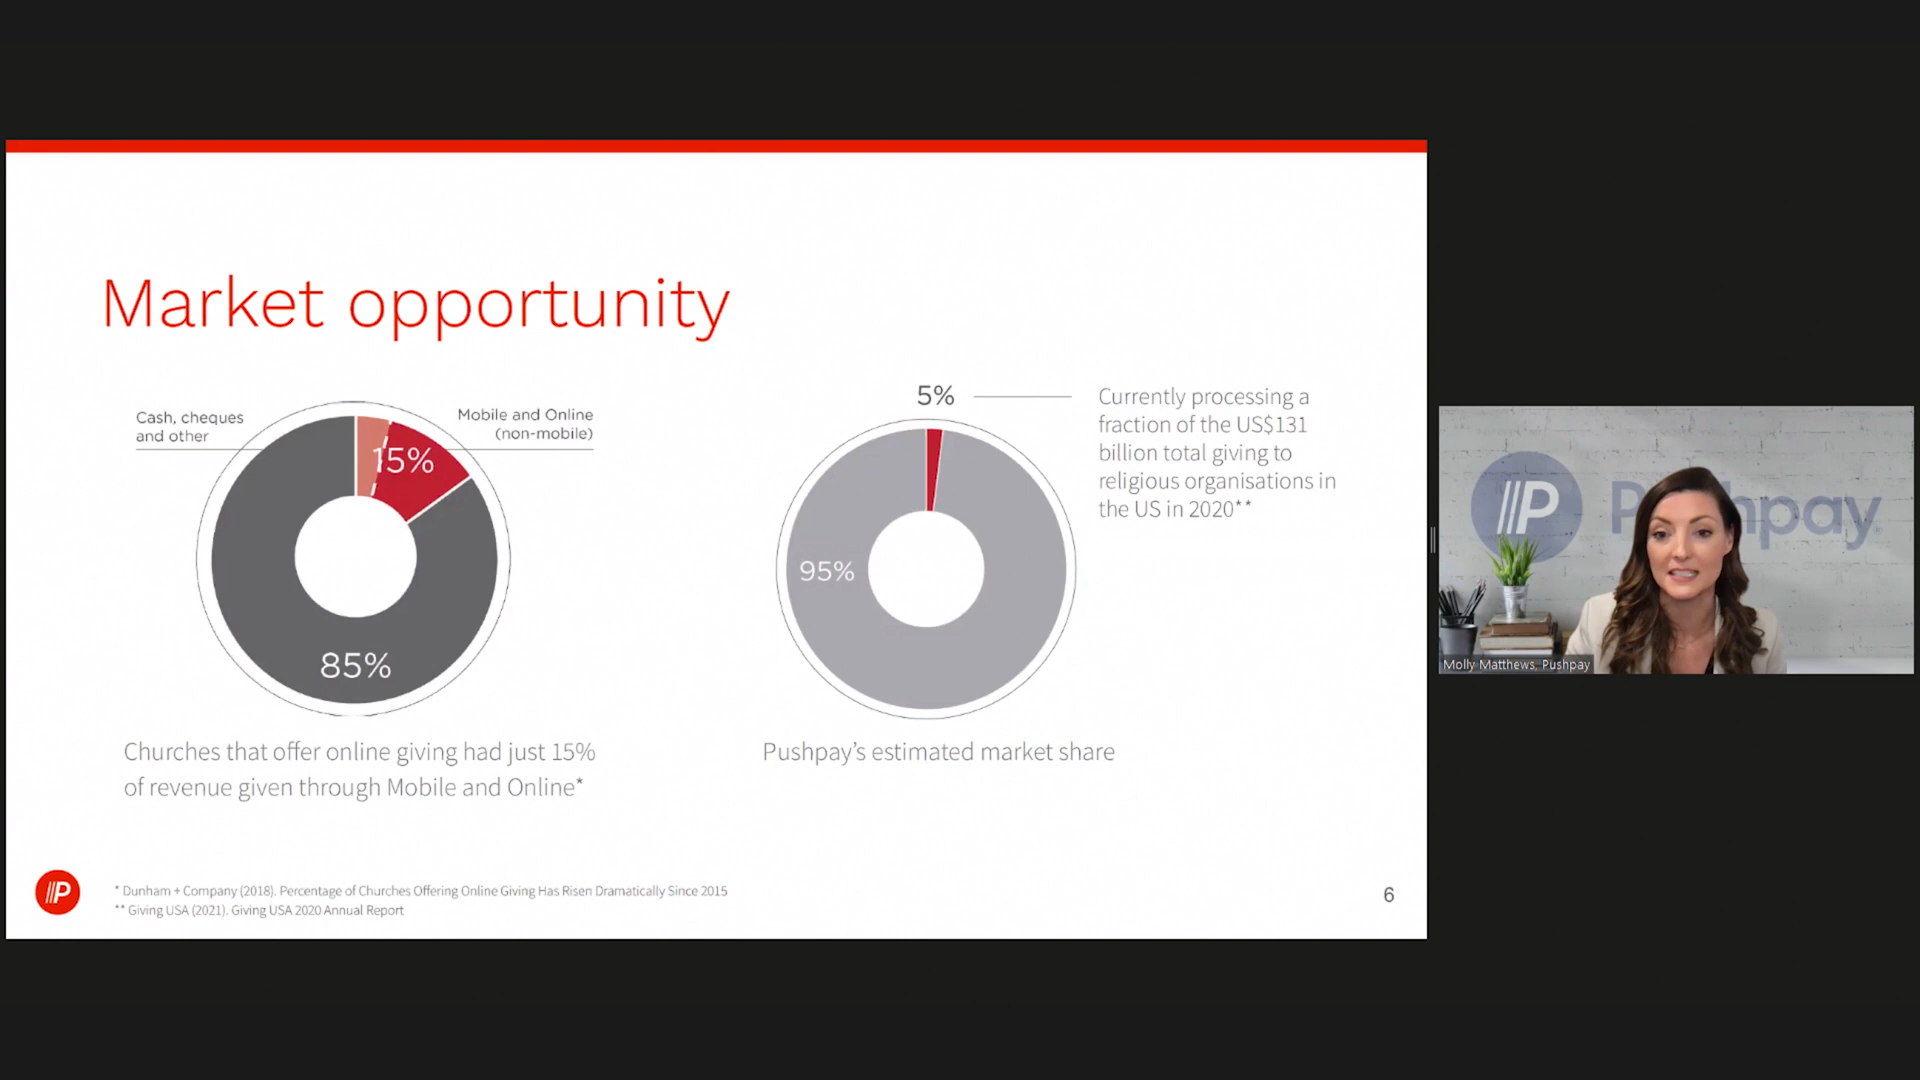 Market opportunity
Cash, cheques
and other
Mobile and Online
(non-mobile)
15%
85%
Churches that offer online giving had just 15%
of revenue given through Mobile and Online*
5%
95%
Currently processing a
fraction of the US$131
billion total giving to
religious organisations in
the US in 2020**
Pushpay's estimated market share
P
* Dunham + Company (2018). Percentage of Churches Offering Online Giving Has Risen Dramatically Since 2015
** Giving USA (2021). Giving USA 2020 Annual Report
6
P P hpay
Molly Matthews, Pushpay